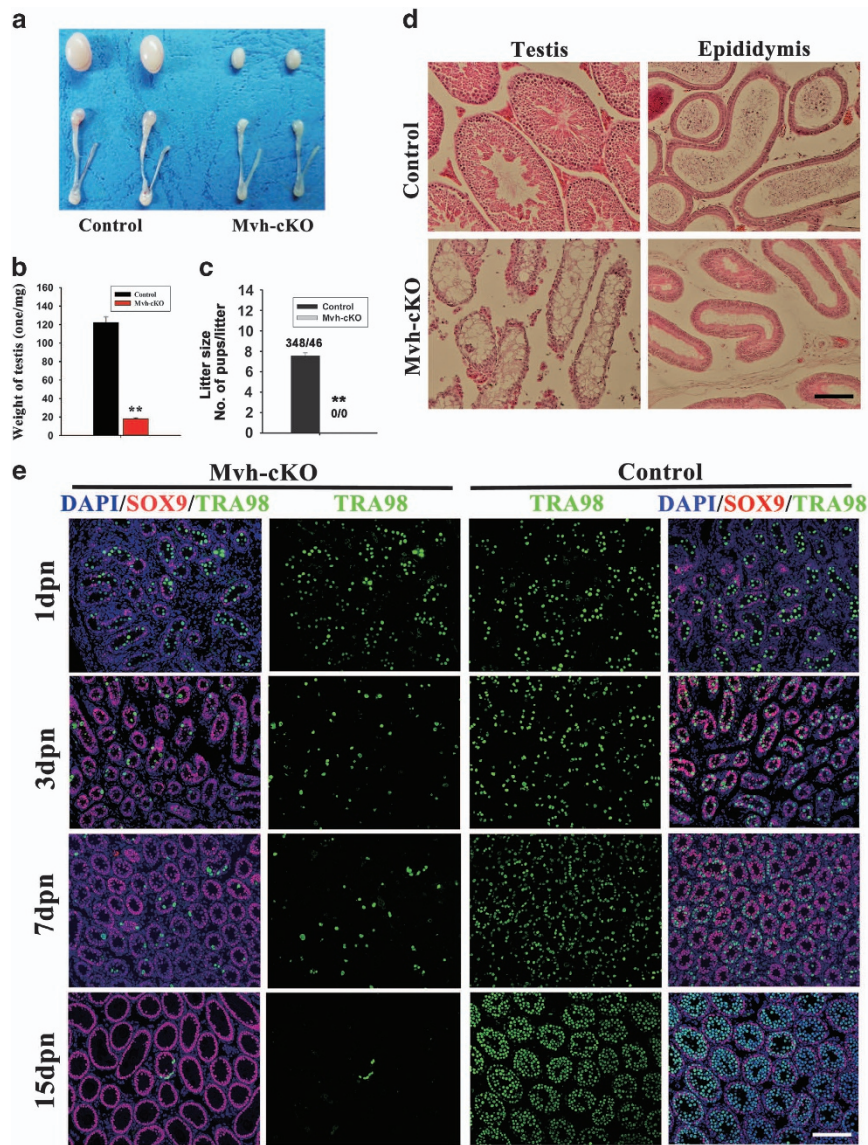 a
Control Mvh-cKO
b
Weight of testis (one/mg)
140
120
100
80
60
40
20
0
Control
Mvh-cKO
**
c
Litter size
No. of pups/litter
14
12
10
8
6
4
2
0
Control
Mvh-cKO
348/46
**
0/0
d
Testis Epididymis
Control
Mvh-cKO
e
Mvh-cKO Control
DAPI/SOX9/TRA98 TRA98 TRA98 DAPI/SOX9/TRA98
1dpn
3dpn
7dpn
15dpn